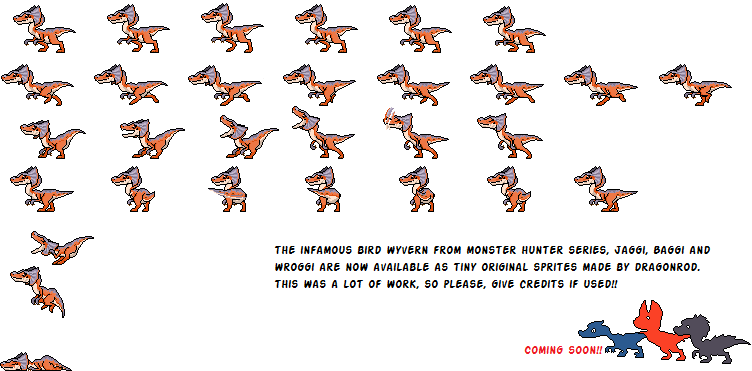 THE INFAMOUS BIRD WYVERN FROM MONSTER HUNTER SERIES, JAGGI, BAGGI AND
WROGGI ARE NOW AVAILABLE AS TINY ORIGINAL SPRITES MADE BY DRAGONROD.
THIS WAS A LOT OF WORK, SO PLEASE, GIVE CREDITS IF USED!!
COMING SOON!!